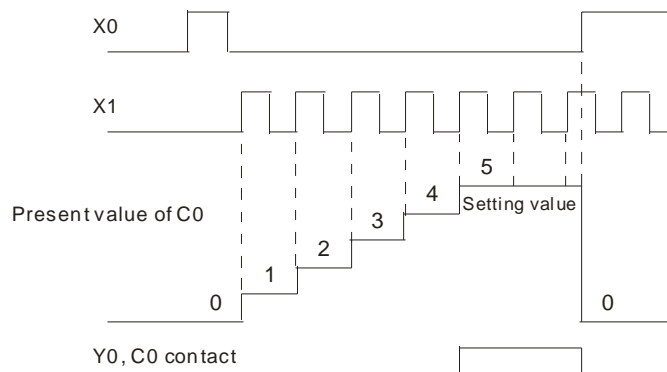 X0
X1
5
4
Setting value
Present value of C0
3
2
1
0
0
Y0, C0 contact